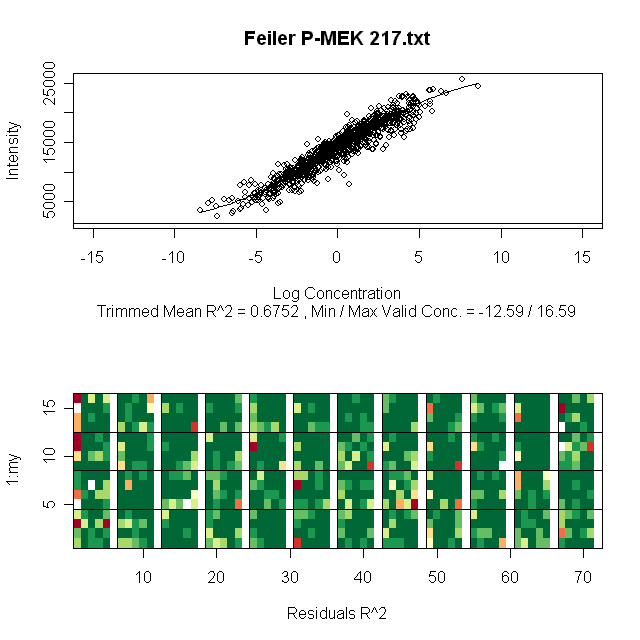 Feiler P-MEK 217.txt
25000
15000
5000
Intensity
-15 -10 -5 0 5 10 15
Log Concentration
Trimmed Mean R^2 = 0.6752 , Min / Max Valid Conc. = -12.59 / 16.59
15
10
5
1:my
10 20 30 40 50 60 70
Residuals R^2